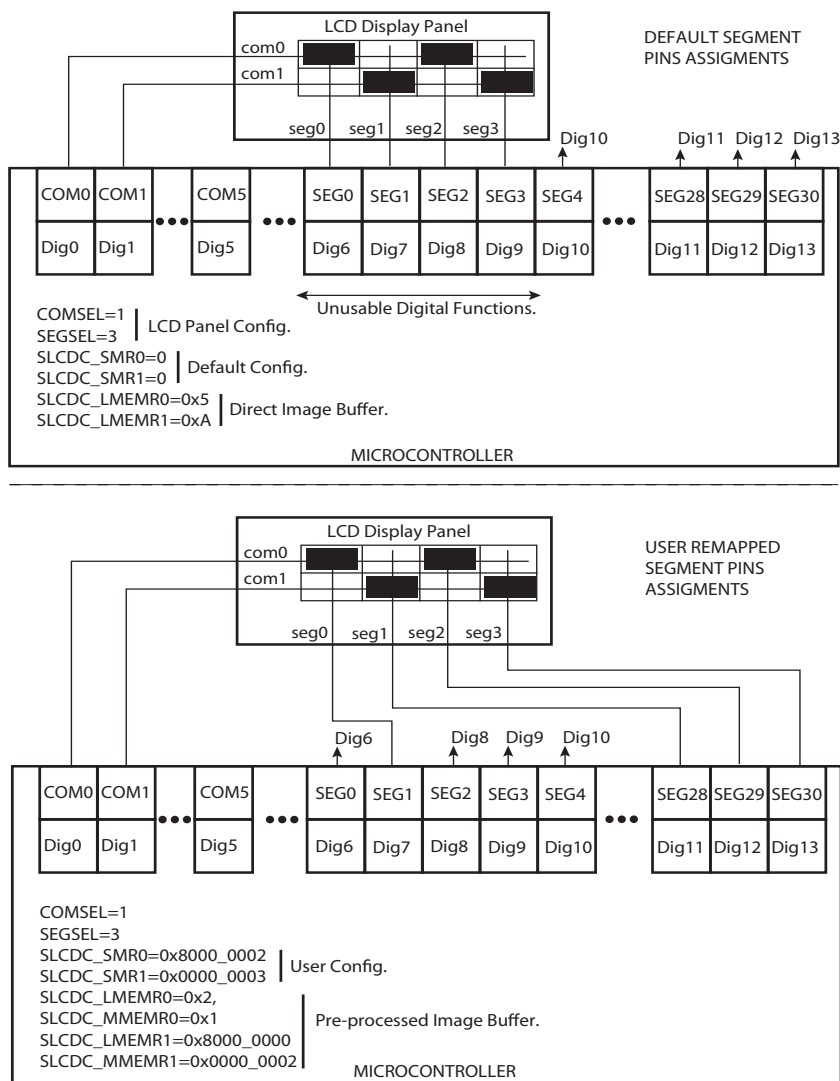 LCD Display Panel
DEFAULT SEGMENT
PINS ASSIGMENTS
com0
com1
seg0 seg1 seg2 seg3
Dig10 Dig11 Dig12 Dig13
COM0 COM1 COM5 SEG0 SEG1 SEG2 SEG3 SEG4 SEG28 SEG29 SEG30
Dig0 Dig1 Dig5 Dig6 Dig7 Dig8 Dig9 Dig10 Dig11 Dig12 Dig13
Unusable Digital Functions.
COMSEL=1
SEGSEL=3
LCD Panel Config.
SLCDC_SMR0=0
SLCDC_SMR1=0
Default Config.
SLCDC_LMEMR0=0x5
SLCDC_LMEMR1=0xA
Direct Image Buffer.
MICROCONTROLLER
LCD Display Panel
USER REMAPPED
SEGMENT PINS
ASSIGMENTS
com0
com1
seg0 seg1 seg2 seg3
Dig6 Dig8 Dig9 Dig10
COM0 COM1 COM5 SEG0 SEG1 SEG2 SEG3 SEG4 SEG28 SEG29 SEG30
Dig0 Dig1 Dig5 Dig6 Dig7 Dig8 Dig9 Dig10 Dig11 Dig12 Dig13
COMSEL=1
SEGSEL=3
SLCDC_SMR0=0x8000_0002
SLCDC_SMR1=0x0000_0003
User Config.
SLCDC_LMEMR0=0x2,
SLCDC_MMEMR0=0x1
SLCDC_LMEMR1=0x8000_0000
SLCDC_MMEMR1=0x0000_0002
Pre-processed Image Buffer.
MICROCONTROLLER